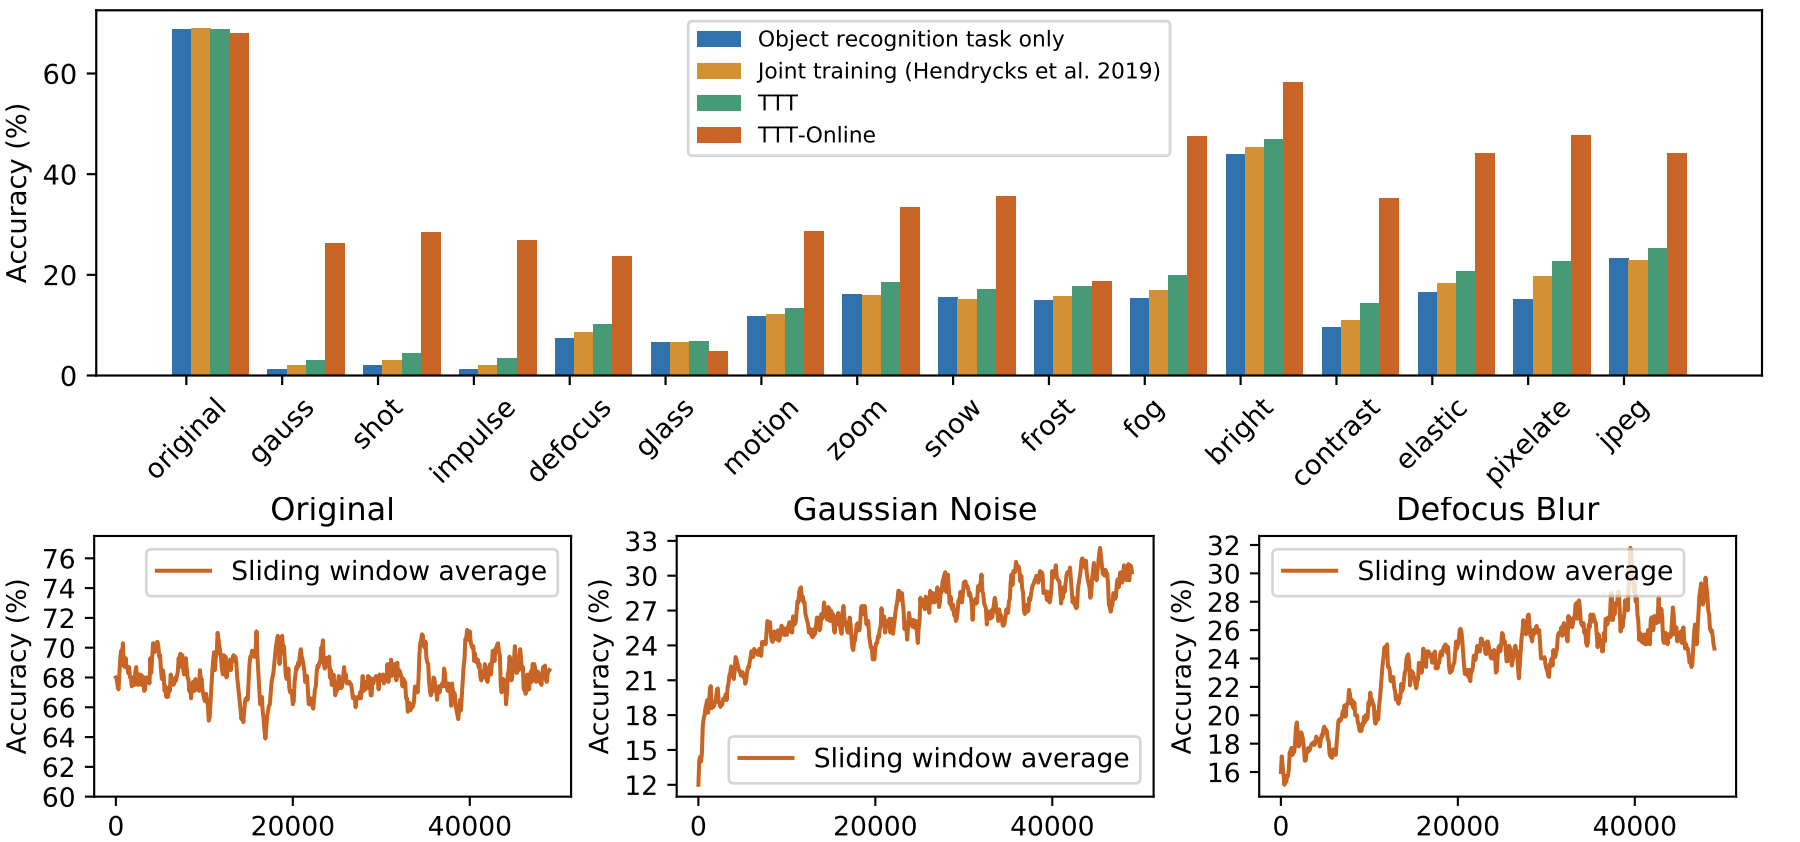 Accuracy (%)
60
40
20
0
Object recognition task only
Joint training (Hendrycks et al. 2019)
TTT
TTT-Online
original
gauss
shot
impulse
defocus
glass
motion
zoom
snow
frost
fog
bright
contrast
elastic
pixelate
jpeg
Original
Accuracy (%)
76
74
72
70
68
66
64
62
60
Sliding window average
0
20000
40000
Gaussian Noise
Accuracy (%)
33
30
27
24
21
18
15
12
Sliding window average
0
20000
40000
Defocus Blur
Accuracy (%)
32
30
28
26
24
22
20
18
16
Sliding window average
0
20000
40000